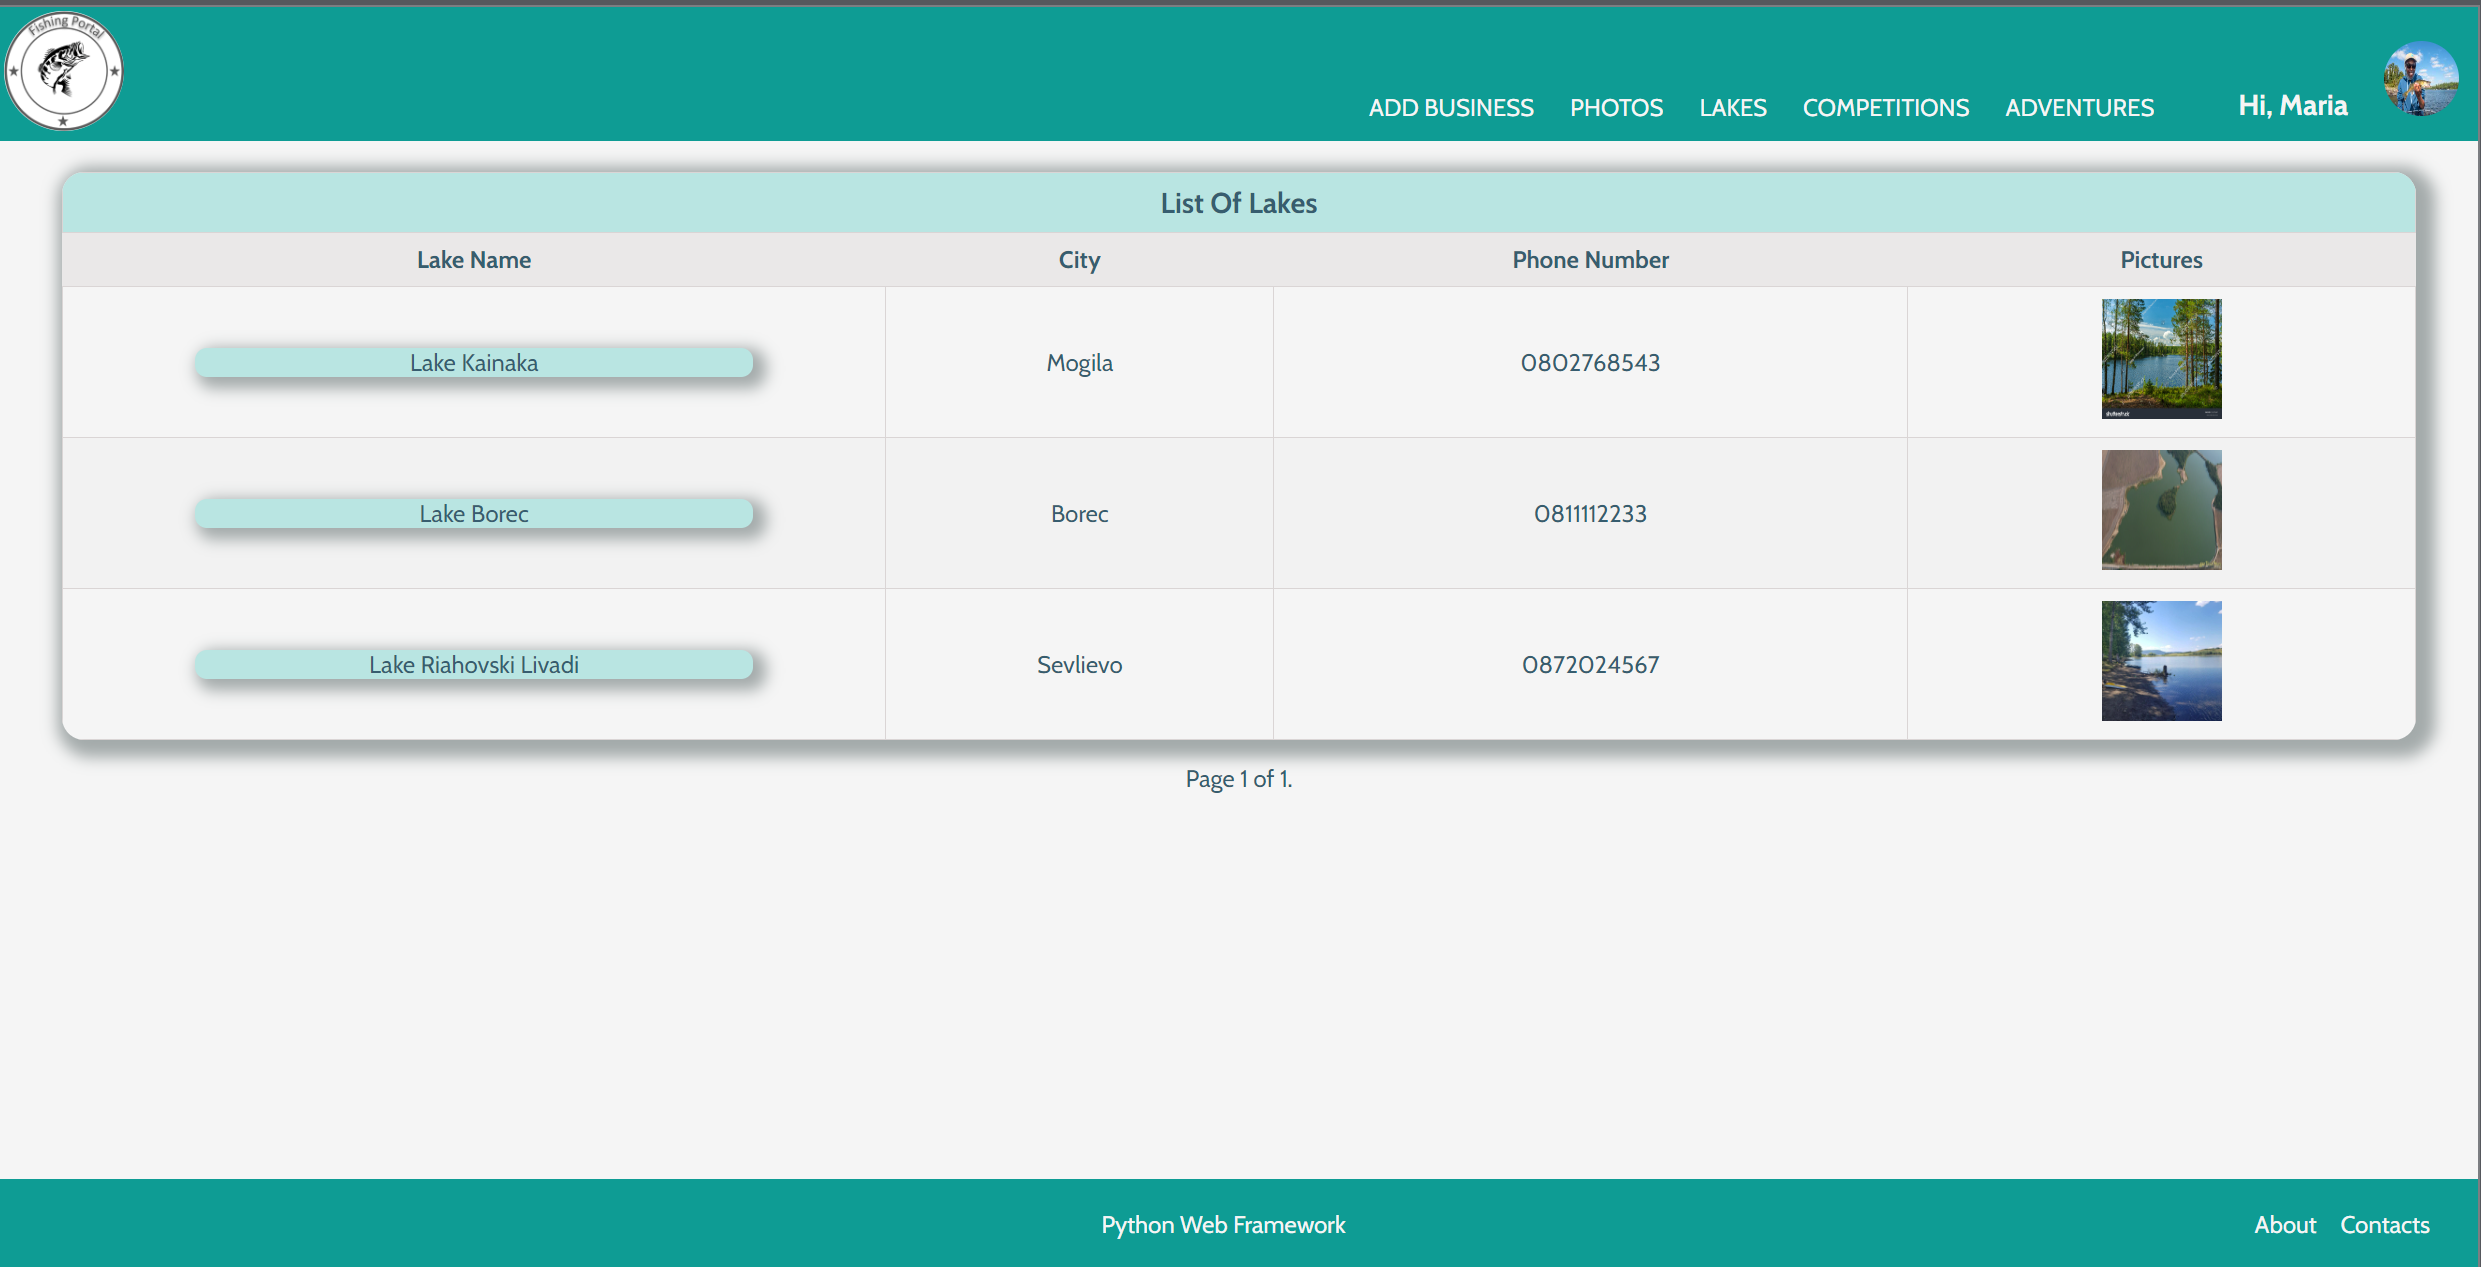 Fishing Portal
ADD BUSINESS PHOTOS LAKES COMPETITIONS ADVENTURES Hi, Maria
List Of Lakes
Lake Name City Phone Number Pictures
Lake Kainaka Mogila 0802768543
shutterstock
Lake Borec Borec 0811112233
Lake Riahovski Livadi Sevlievo 0872024567
Page 1 of 1.
Python Web Framework About Contacts